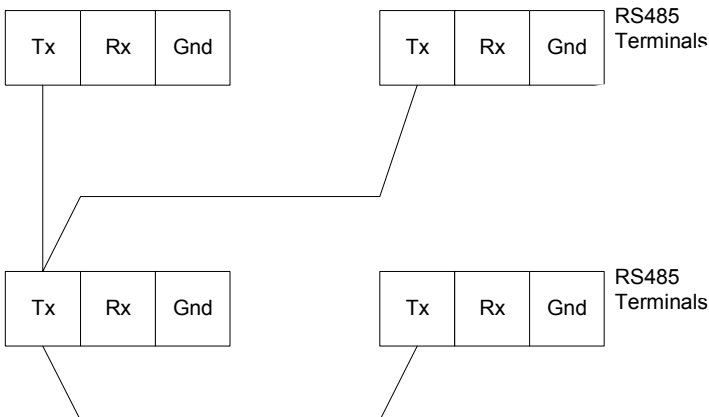 Tx Rx Gnd Tx Rx Gnd RS485
Terminals
Tx Rx Gnd Tx Rx Gnd RS485
Terminals